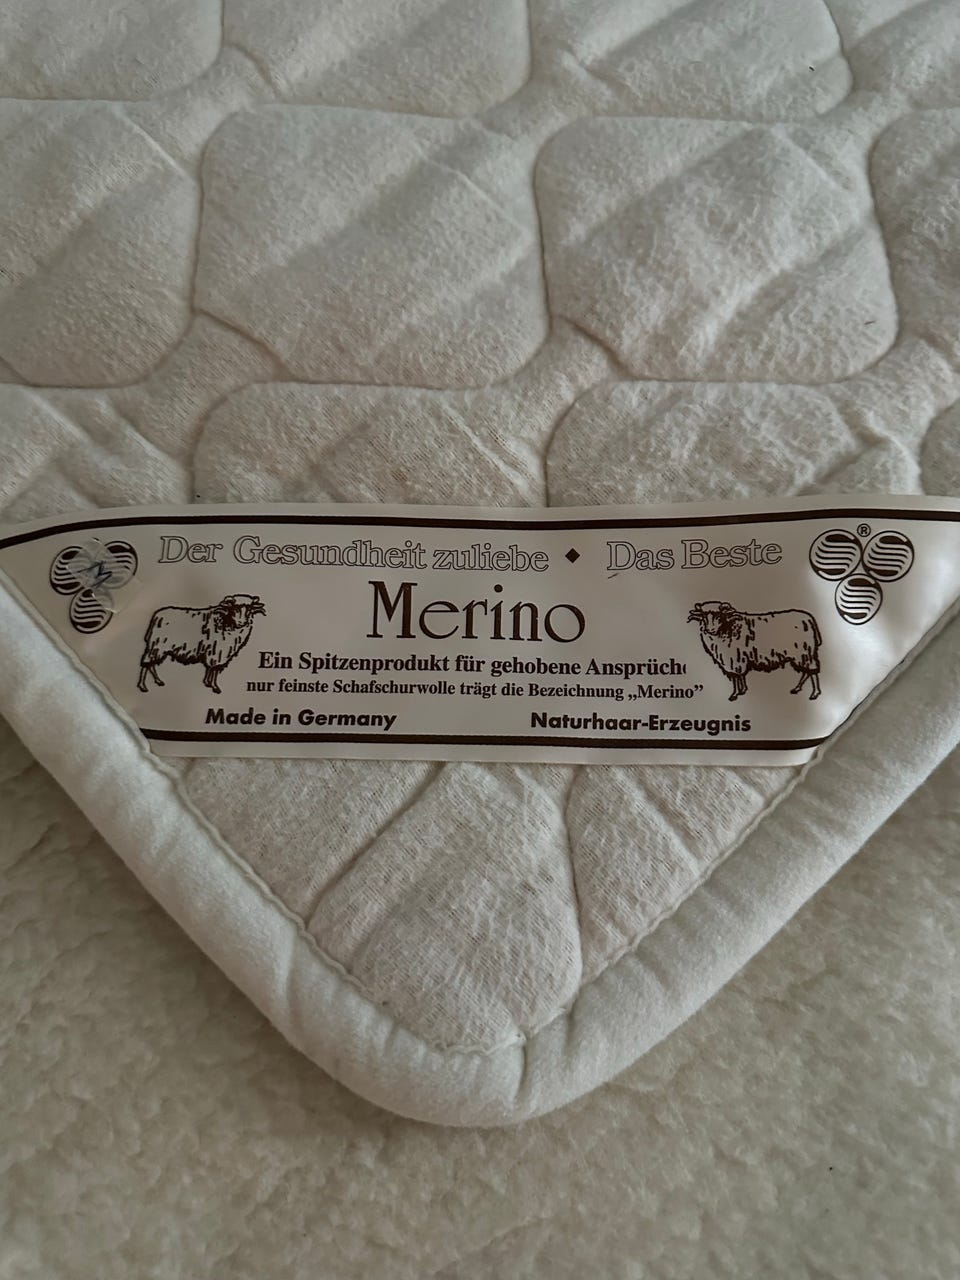 Der Gesundheit zuliebe ◆ Das Beste
®
Merino
Ein Spitzenprodukt für gehobene Ansprüch
nur feinste Schafschurwolle trägt die Bezeichnung „Merino”
Made in Germany Naturhaar-Erzeugnis